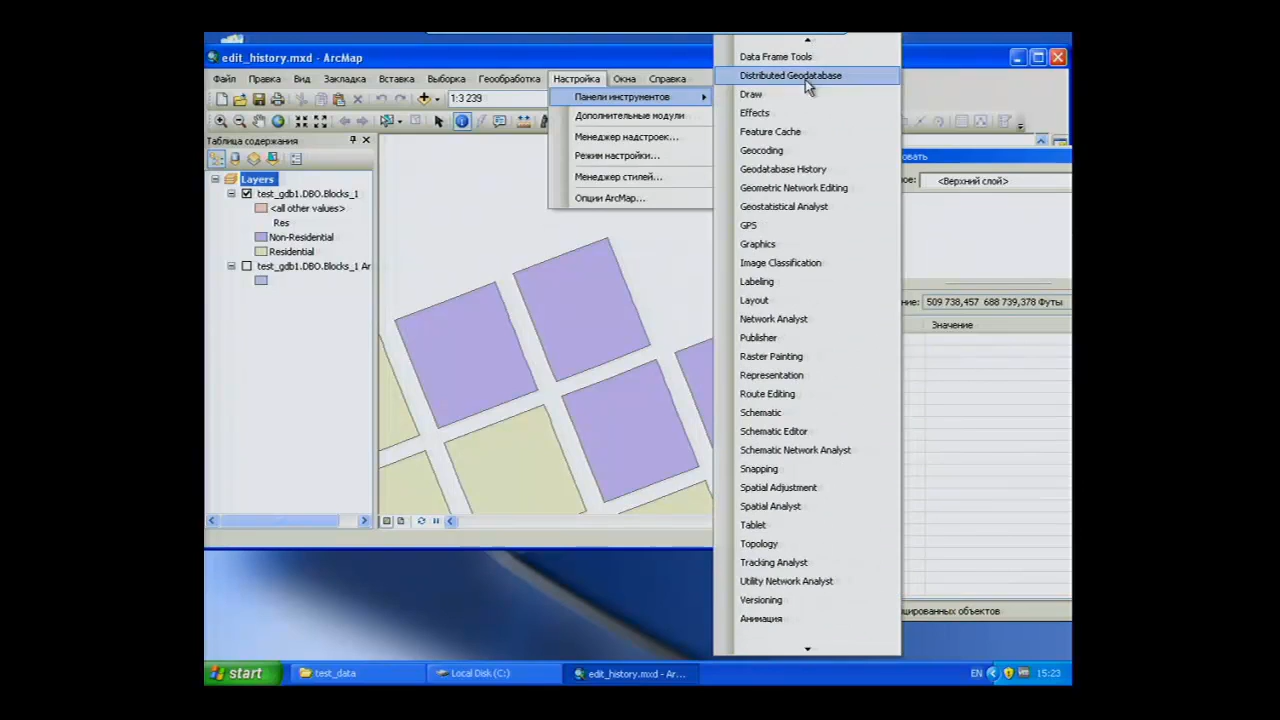 edit_history.mxd - ArcMap
Файл Правка Вид Закладка Вставка Выборка Геообработка Настройка Окна Справка
1:3 239
Таблица содержания
Layers
test_gdb1.DBO.Blocks_1
<all other values>
Res
Non-Residential
Residential
test_gdb1.DBO.Blocks_1 Ar
Панели инструментов
Дополнительные модули
Менеджер надстроек...
Режим настройки...
Менеджер стилей...
Опции ArcMap...
Data Frame Tools
Distributed Geodatabase
Draw
Effects
Feature Cache
Geocoding
Geodatabase History
Geometric Network Editing
Geostatistical Analyst
GPS
Graphics
Image Classification
Labeling
Layout
Network Analyst
Publisher
Raster Painting
Representation
Route Editing
Schematic
Schematic Editor
Schematic Network Analyst
Snapping
Spatial Adjustment
Spatial Analyst
Tablet
Topology
Tracking Analyst
Utility Network Analyst
Versioning
Анимация
овать
ое: <Верхний слой>
ние: 509 738,457 688 739,378 Футы
Значение
цированных объектов
start test_data Local Disk (C:) edit_history.mxd - Ar... EN 15:23